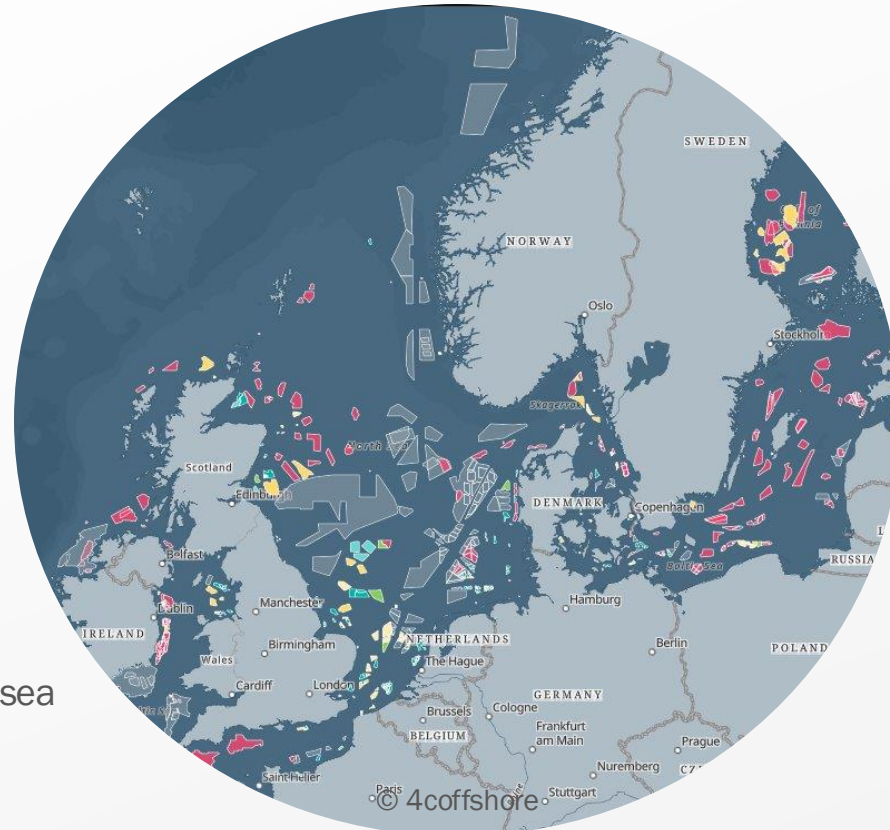 SWEDEN
NORWAY
Oslo
Skagerrak
North Sea
Scotland
DENMARK
Copenhagen
Baltic Sea
RUSSIA
Belfast
Dublin
Manchester
Hamburg
IRELAND
NETHERLANDS
Birmingham
Berlin
POLAND
Wales
The Hague
sea
Cardiff
London
GERMANY
Brussels
Cologne
BELGIUM
Frankfurt
am Main
Prague
Nuremberg
Saint Helier
Paris
Stuttgart
© 4coffshore